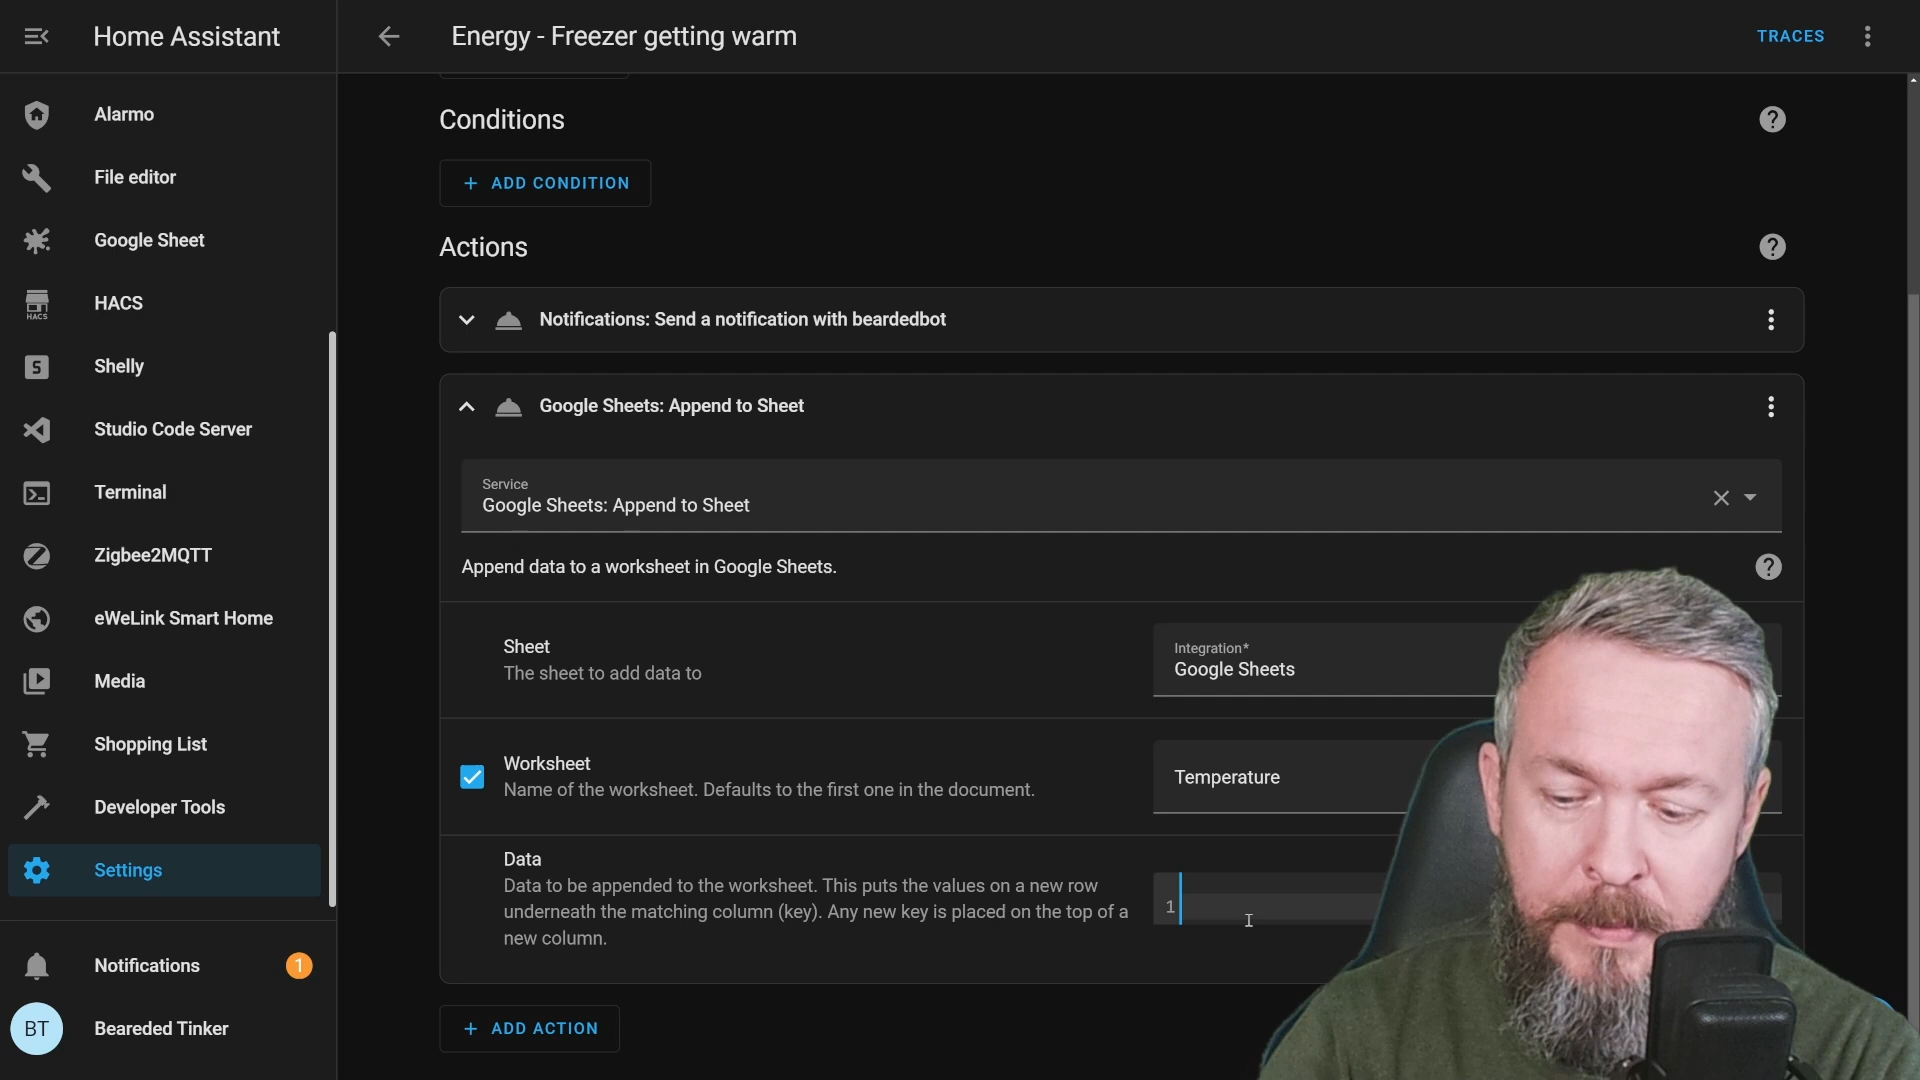 Home Assistant
Energy - Freezer getting warm
TRACES
Alarmo
File editor
Google Sheet
HACS
HACS
S
Shelly
Studio Code Server
Terminal
Zigbee2MQTT
eWeLink Smart Home
Media
Shopping List
Developer Tools
Settings
Notifications
1
BT
Beareded Tinker
Conditions
?
+ ADD CONDITION
Actions
?
Notifications: Send a notification with beardedbot
Google Sheets: Append to Sheet
Service
Google Sheets: Append to Sheet
Append data to a worksheet in Google Sheets.
?
Sheet
The sheet to add data to
Integration*
Google Sheets
Worksheet
Name of the worksheet. Defaults to the first one in the document.
Temperature
Data
Data to be appended to the worksheet. This puts the values on a new row
underneath the matching column (key). Any new key is placed on the top of a
new column.
1
+ ADD ACTION